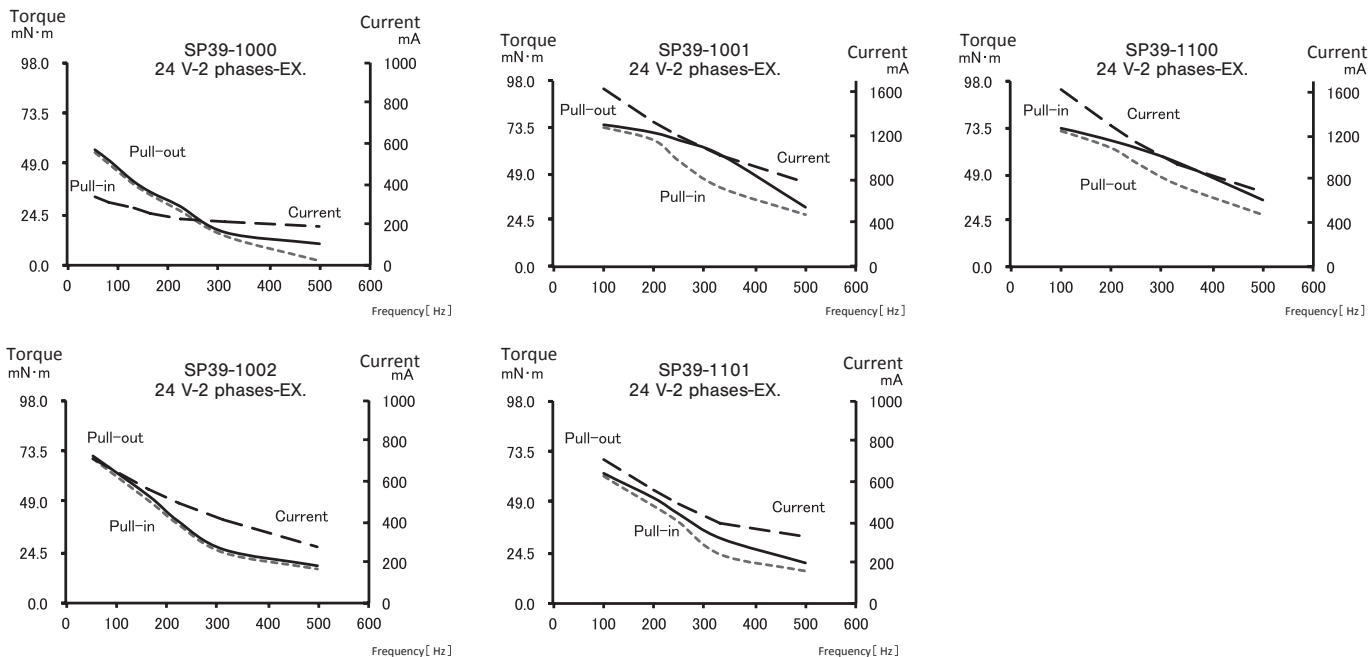 Torque
mN·m
Current
mA
SP39-1000
24 V-2 phases-EX.
98.0
73.5
49.0
24.5
0.0
1000
800
600
400
200
0
Pull-out
Pull-in
Current
0 100 200 300 400 500 600
Frequency[ Hz ]
Torque
mN·m
Current
mA
SP39-1001
24 V-2 phases-EX.
98.0
73.5
49.0
24.5
0.0
1600
1200
800
400
0
Pull-out
Current
Pull-in
0 100 200 300 400 500 600
Frequency[ Hz ]
Torque
mN·m
Current
mA
SP39-1100
24 V-2 phases-EX.
98.0
73.5
49.0
24.5
0.0
1600
1200
800
400
0
Pull-in
Current
Pull-out
0 100 200 300 400 500 600
Frequency[ Hz ]
Torque
mN·m
Current
mA
SP39-1002
24 V-2 phases-EX.
98.0
73.5
49.0
24.5
0.0
1000
800
600
400
200
0
Pull-out
Pull-in
Current
0 100 200 300 400 500 600
Frequency[ Hz ]
Torque
mN·m
Current
mA
SP39-1101
24 V-2 phases-EX.
98.0
73.5
49.0
24.5
0.0
1000
800
600
400
200
0
Pull-out
Current
Pull-in
0 100 200 300 400 500 600
Frequency[ Hz ]